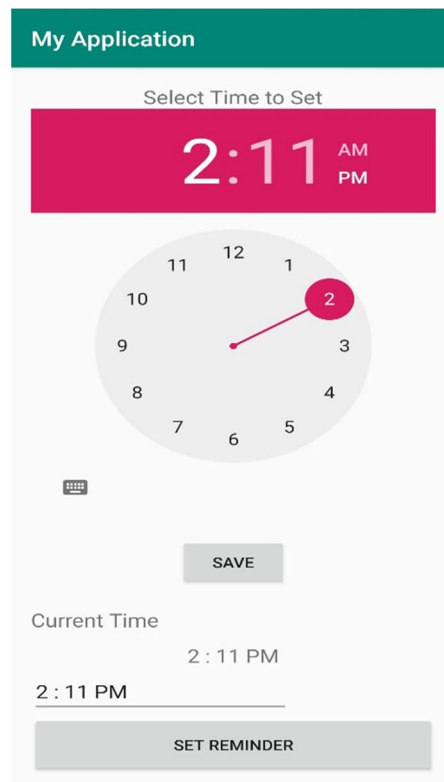 My Application
Select Time to Set
2:11 AM
PM
12
11 1
10 2
9 3
8 4
7 5
6
SAVE
Current Time
2 : 11 PM
2 : 11 PM
SET REMINDER